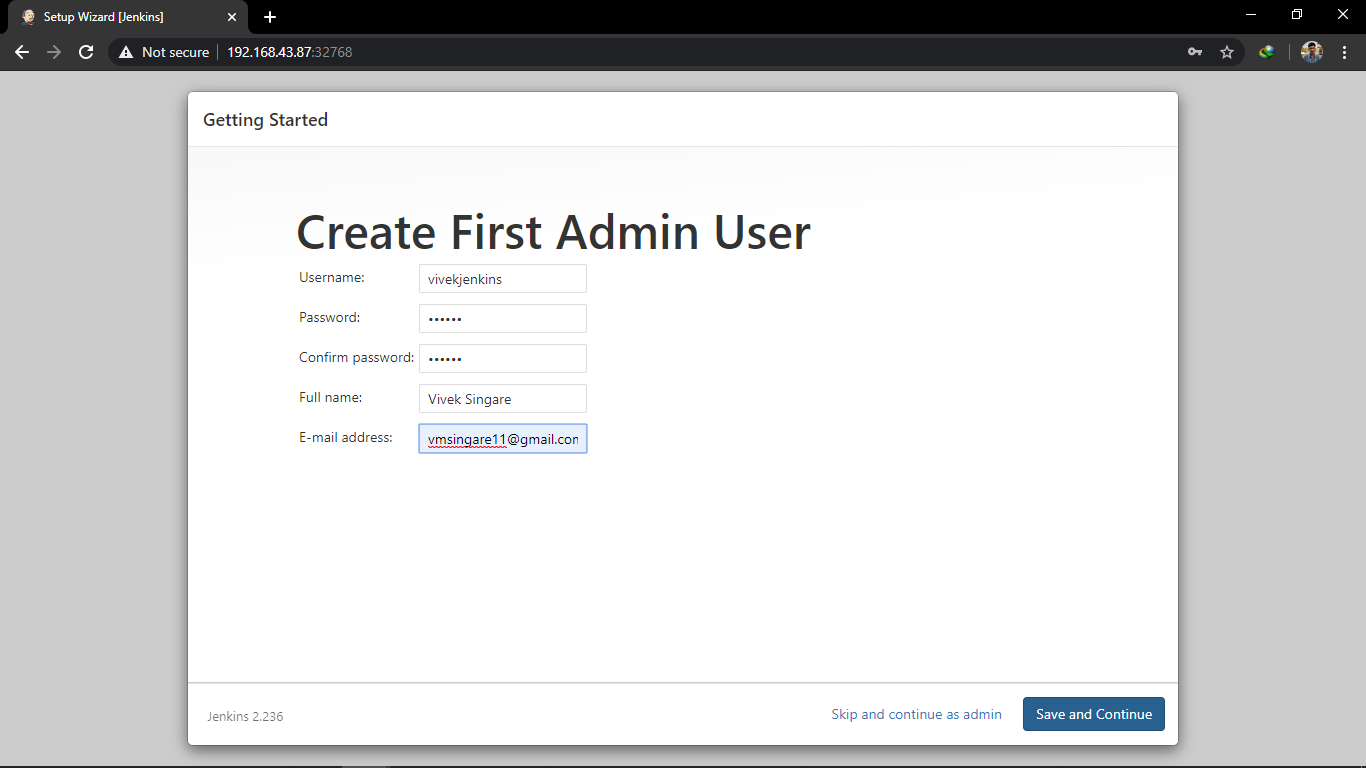 Setup Wizard [Jenkins]
Not secure 192.168.43.87:32768
Getting Started
Create First Admin User
Username: vivekjenkins
Password: ••••••
Confirm password: ••••••
Full name: Vivek Singare
E-mail address: vmsingare11@gmail.com
Jenkins 2.236 Skip and continue as admin Save and Continue